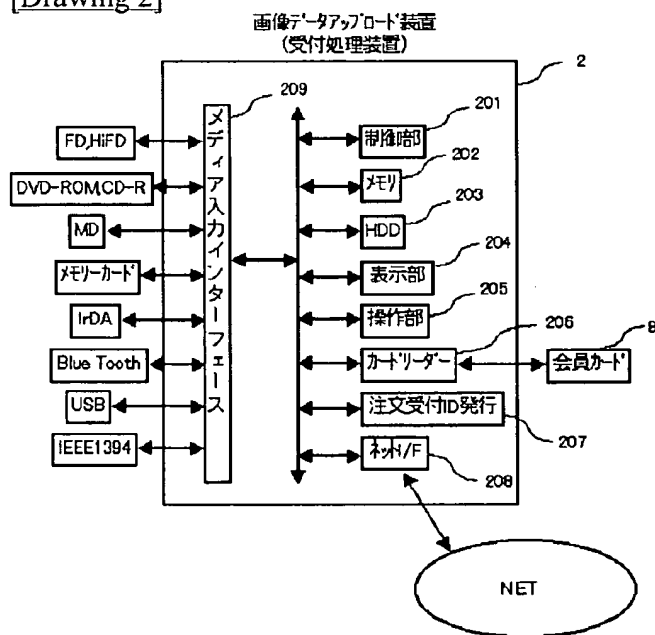 [Drawing 2]
画像データアップロード装置
(受付処理装置)
2
209
201
メディア入力インターフェース
FD,HiFD
制御部
202
DVD-ROM,CD-R
メモリ
203
MD
HDD
204
メモリーカード
表示部
205
IrDA
操作部
206
8
Blue Tooth
カードリーダー
会員カード
USB
注文受付ID発行
207
IEEE1394
ネットI/F
208
NET